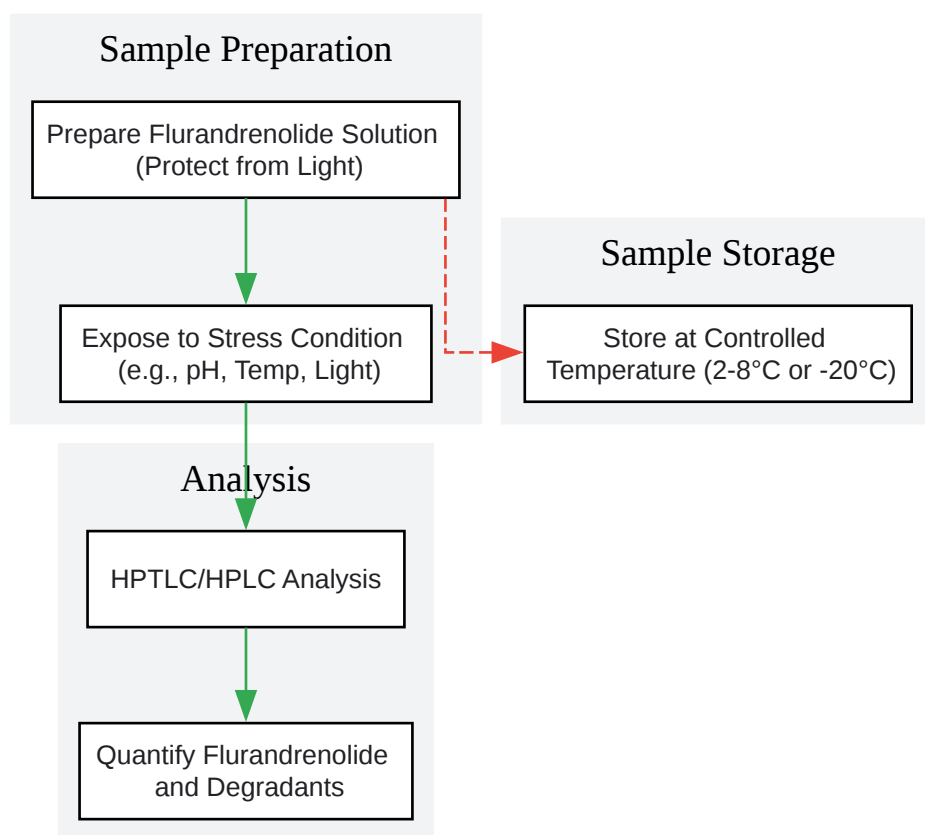 Sample Preparation
Prepare Flurandrenolide Solution
(Protect from Light)
Expose to Stress Condition
(e.g., pH, Temp, Light)
Sample Storage
Store at Controlled
Temperature (2-8°C or -20°C)
Analysis
HPTLC/HPLC Analysis
Quantify Flurandrenolide
and Degradants